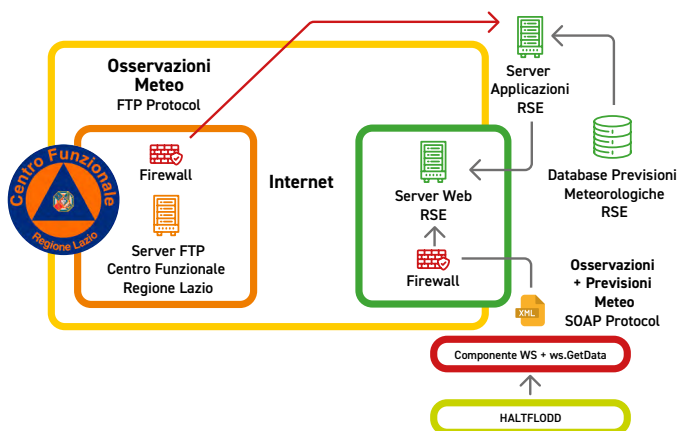 Osservazioni
Meteo
FTP Protocol
Centro Funzionale
Regione Lazio
Firewall
Server FTP
Centro Funzionale
Regione Lazio
Internet
Server Web
RSE
Firewall
Server
Applicazioni
RSE
Database Previsioni
Meteorologiche
RSE
Osservazioni
+ Previsioni
Meteo
SOAP Protocol
XML
Componente WS + ws.GetData
HALTFLODD